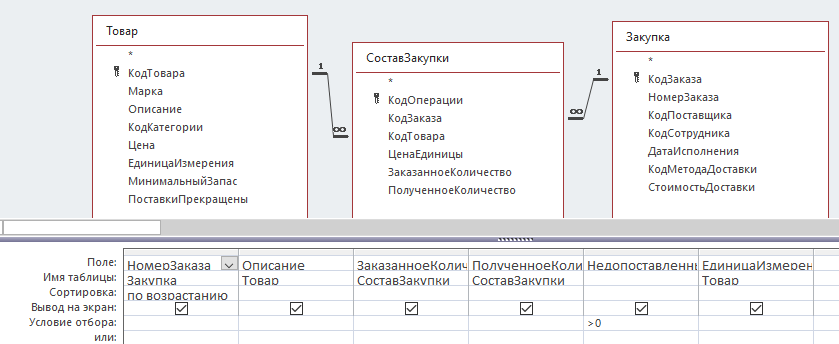 Товар
*
КодТовара
Марка
Описание
КодКатегории
Цена
ЕдиницаИзмерения
МинимальныйЗапас
ПоставкиПрекращены
1
∞
СоставЗакупки
*
КодОперации
КодЗаказа
КодТовара
ЦенаЕдиницы
ЗаказанноеКоличество
ПолученноеКоличество
1
∞
Закупка
*
КодЗаказа
НомерЗаказа
КодПоставщика
КодСотрудника
ДатаИсполнения
КодМетодаДоставки
СтоимостьДоставки
Поле: НомерЗаказа Описание ЗаказанноеКолич ПолученноеКоли Недопоставленны ЕдиницаИзмерен
Имя таблицы: Закупка Товар СоставЗакупки СоставЗакупки Товар
Сортировка: по возрастанию
Вывод на экран:
Условие отбора: >0
или: